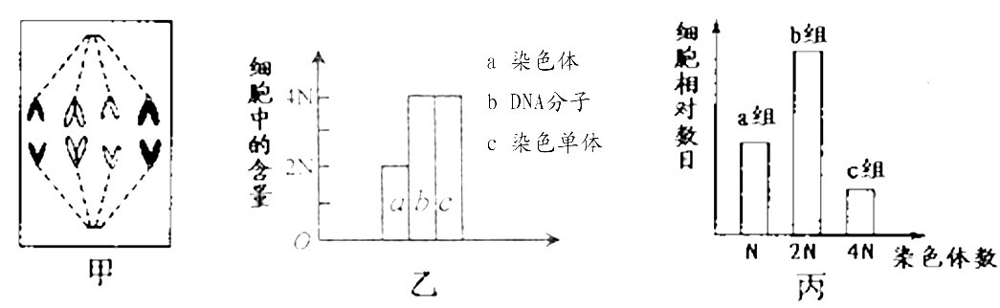 甲
细胞中的含量
4N
2N
O
a b c
a 染色体
b DNA分子
c 染色单体
乙
细胞相对数目
a组
b组
c组
N 2N 4N 染色体数
丙